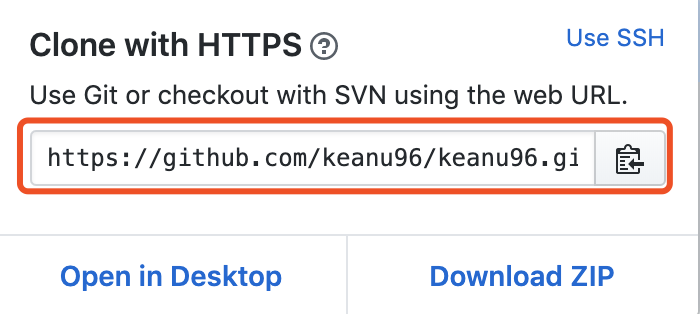 Clone with HTTPS ?
Use SSH
Use Git or checkout with SVN using the web URL.
https://github.com/keanu96/keanu96.gi
Open in Desktop
Download ZIP